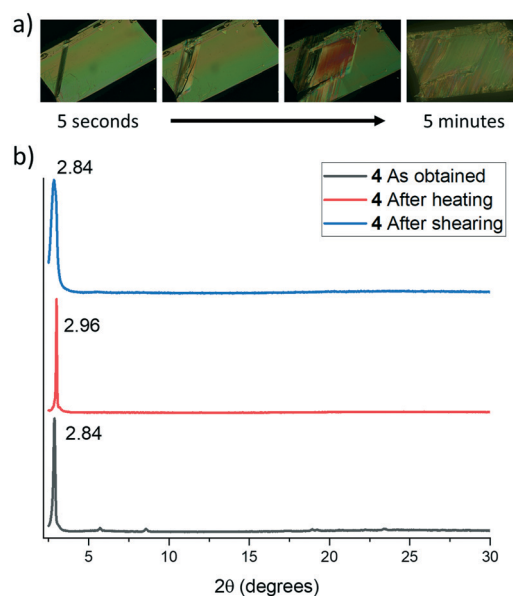 a)
5 seconds
5 minutes
b)
2.84
4 As obtained
4 After heating
4 After shearing
2.96
2.84
5
10
15
20
25
30
2θ (degrees)